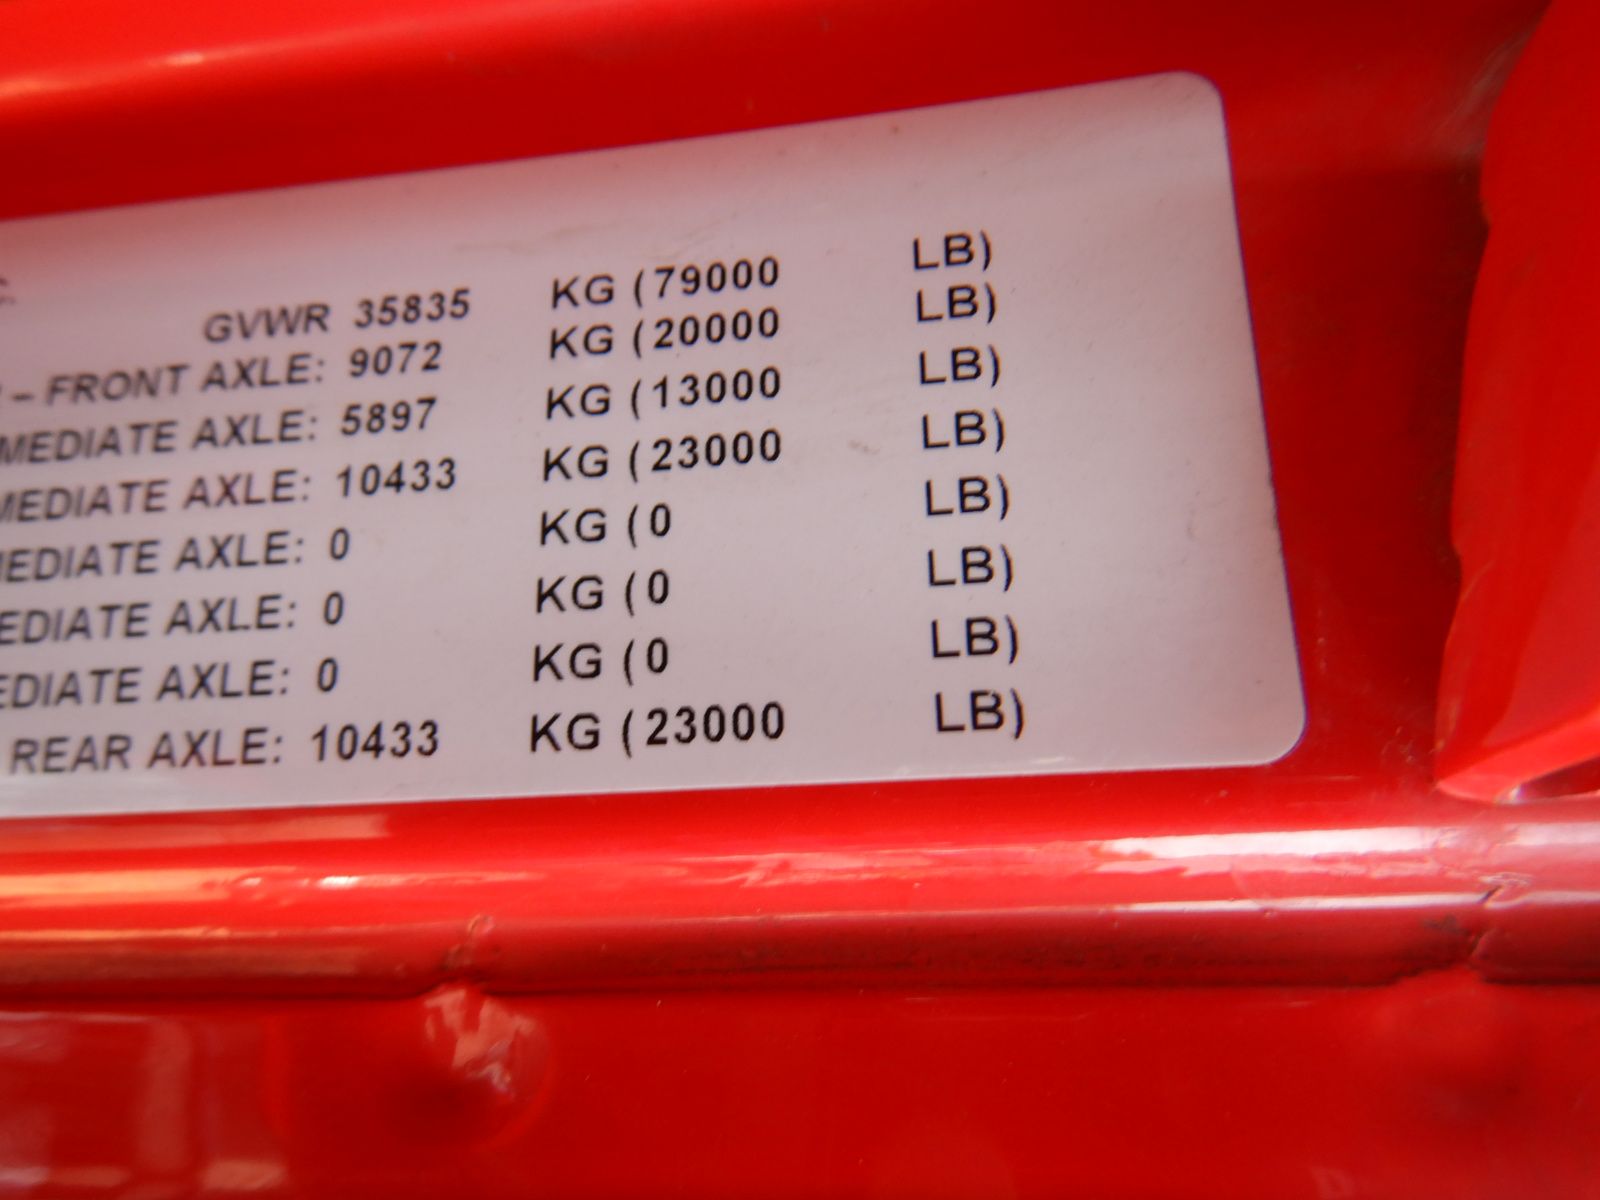 GVWR 35835 KG (79000 LB)
– FRONT AXLE: 9072 KG (20000 LB)
MEDIATE AXLE: 5897 KG (13000 LB)
MEDIATE AXLE: 10433 KG (23000 LB)
MEDIATE AXLE: 0 KG (0 LB)
EDIATE AXLE: 0 KG (0 LB)
EDIATE AXLE: 0 KG (0 LB)
REAR AXLE: 10433 KG (23000 LB)